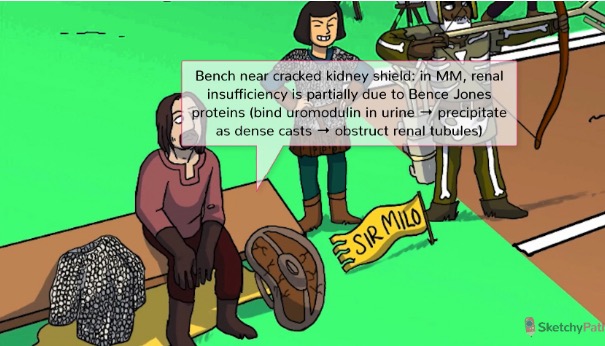 Bench near cracked kidney shield: in MM, renal
insufficiency is partially due to Bence Jones
proteins (bind uromodulin in urine → precipitate
as dense casts → obstruct renal tubules)
SIR MILO
SketchyPath